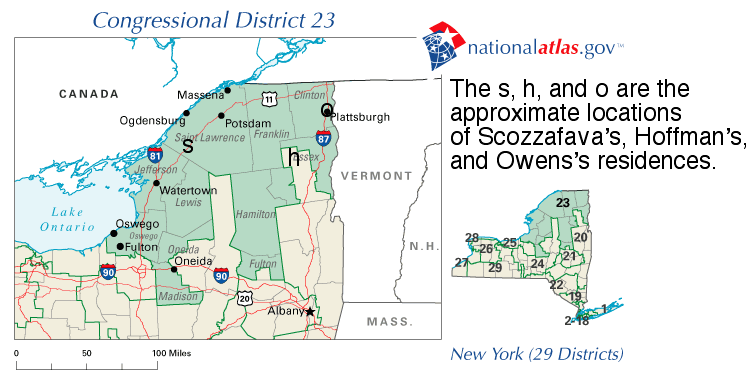 Congressional District 23
nationalatlas.gov™
The s, h, and o are the
approximate locations
of Scozzafava's, Hoffman's,
and Owens's residences.
CANADA
Massena
11
Clinton
o
Plattsburgh
Ogdensburg
Potsdam
Saint Lawrence
Franklin
87
s
h
Essex
81
Jefferson
VERMONT
Watertown
Lewis
Lake
Ontario
Hamilton
Oswego
Oswego
Fulton
N.H.
Oneida
Oneida
Fulton
90
90
Madison
20
Albany
MASS.
0 50 100 Miles
23
28
25
20
26
27
29
24
21
22
19
1
2-18
New York (29 Districts)